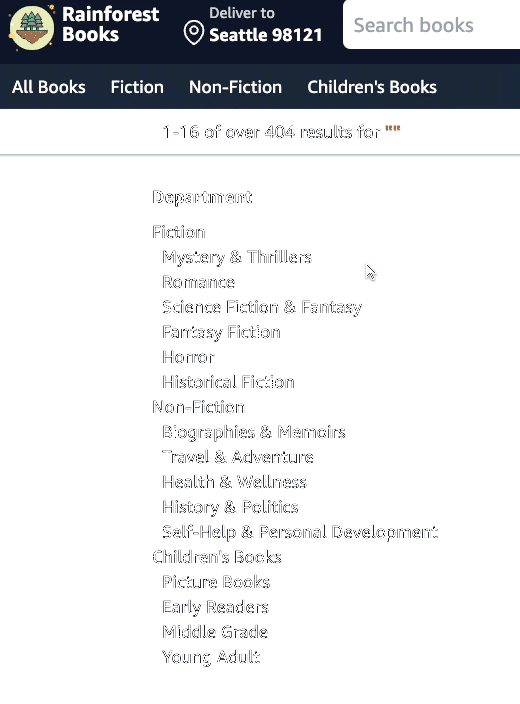 Rainforest
Books
Deliver to
Seattle 98121
Search books
All Books Fiction Non-Fiction Children's Books
1-16 of over 404 results for ""
Department
Fiction
Mystery & Thrillers
Romance
Science Fiction & Fantasy
Fantasy Fiction
Horror
Historical Fiction
Non-Fiction
Biographies & Memoirs
Travel & Adventure
Health & Wellness
History & Politics
Self-Help & Personal Development
Children's Books
Picture Books
Early Readers
Middle Grade
Young Adult